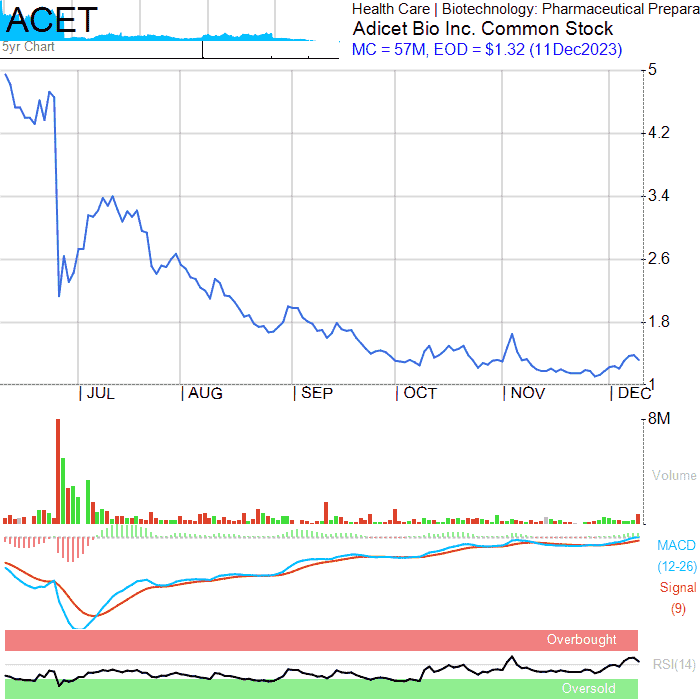 ACET
5yr Chart
Health Care | Biotechnology: Pharmaceutical Prepara
Adicet Bio Inc. Common Stock
MC = 57M, EOD = $1.32 (11Dec2023)
5
4.2
3.4
2.6
1.8
1
| JUL | AUG | SEP | OCT | NOV | DEC
8M
Volume
MACD
(12-26)
Signal
(9)
Overbought
RSI(14)
Oversold